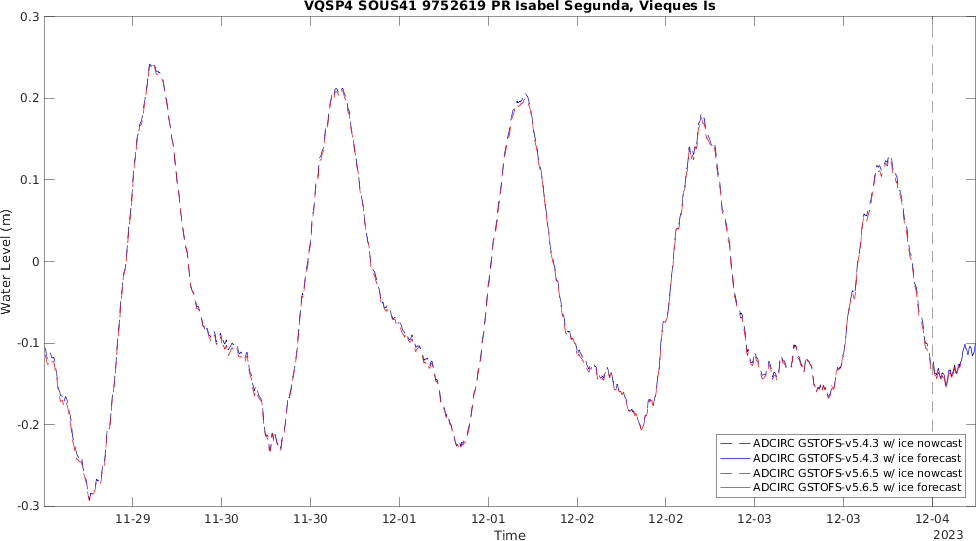 VQSP4 SOUS41 9752619 PR Isabel Segunda, Vieques Is
0.3
0.2
0.1
0
-0.1
-0.2
-0.3
Water Level (m)
ADCIRC GSTOFS-v5.4.3 w/ ice nowcast
ADCIRC GSTOFS-v5.4.3 w/ ice forecast
ADCIRC GSTOFS-v5.6.5 w/ ice nowcast
ADCIRC GSTOFS-v5.6.5 w/ ice forecast
11-29 11-30 11-30 12-01 12-01 12-02 12-02 12-03 12-03 12-04
Time 2023